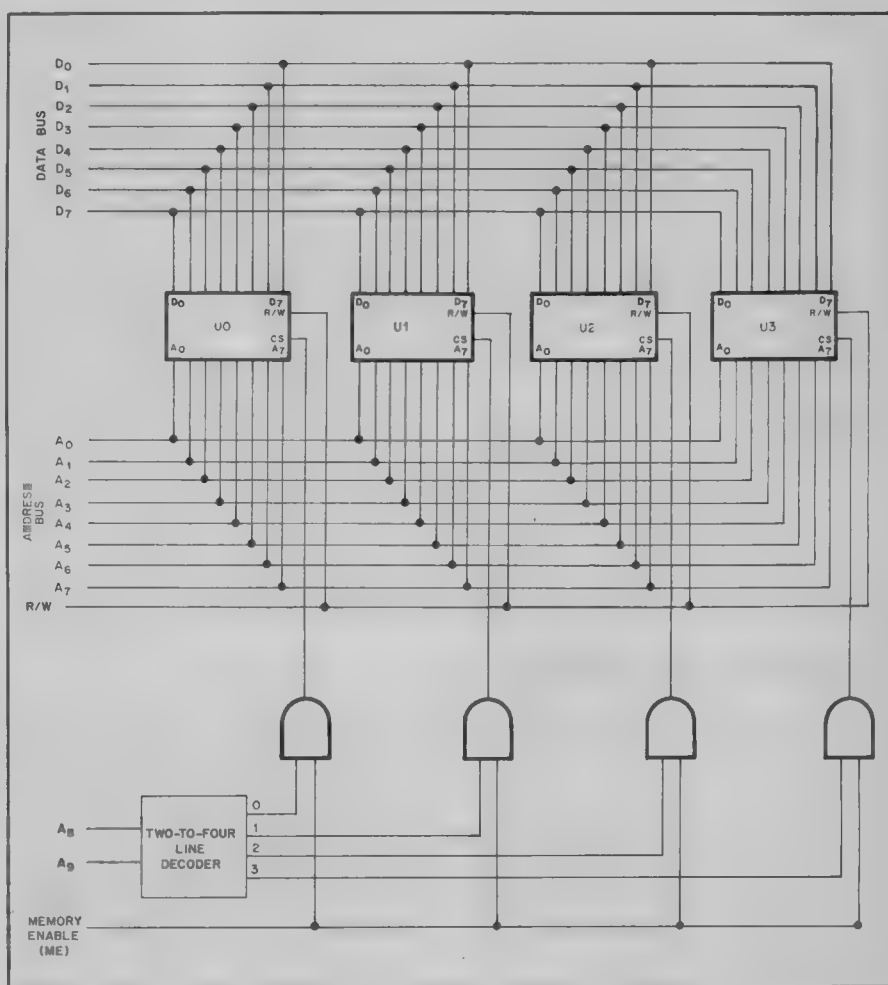 DATA BUS
D0
D1
D2
D3
D4
D5
D6
D7
D0 D7
R/W
U0
CS
A0 A7
D0 D7
R/W
U1
CS
A0 A7
D0 D7
R/W
U2
CS
A0 A7
D0 D7
R/W
U3
CS
A0 A7
BUS
A0
A1
A2
A3
A4
A5
A6
A7
R/W
A8
A9
TWO-TO-FOUR
LINE
DECODER
0
1
2
3
MEMORY
ENABLE
(ME)